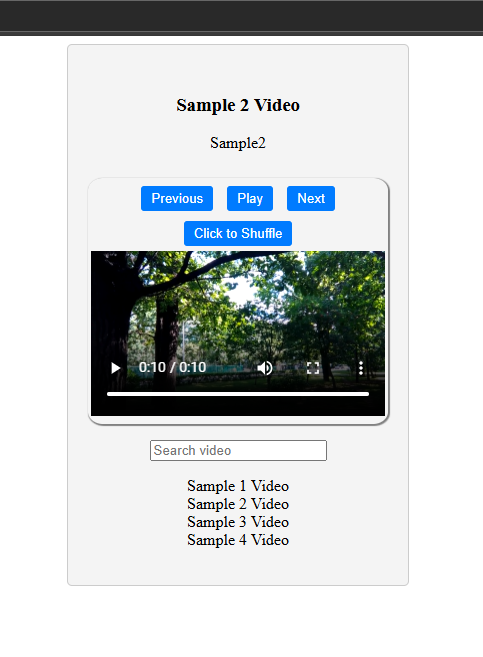 Sample 2 Video
Sample2
Previous Play Next
Click to Shuffle
0:10 / 0:10
Search video
Sample 1 Video
Sample 2 Video
Sample 3 Video
Sample 4 Video